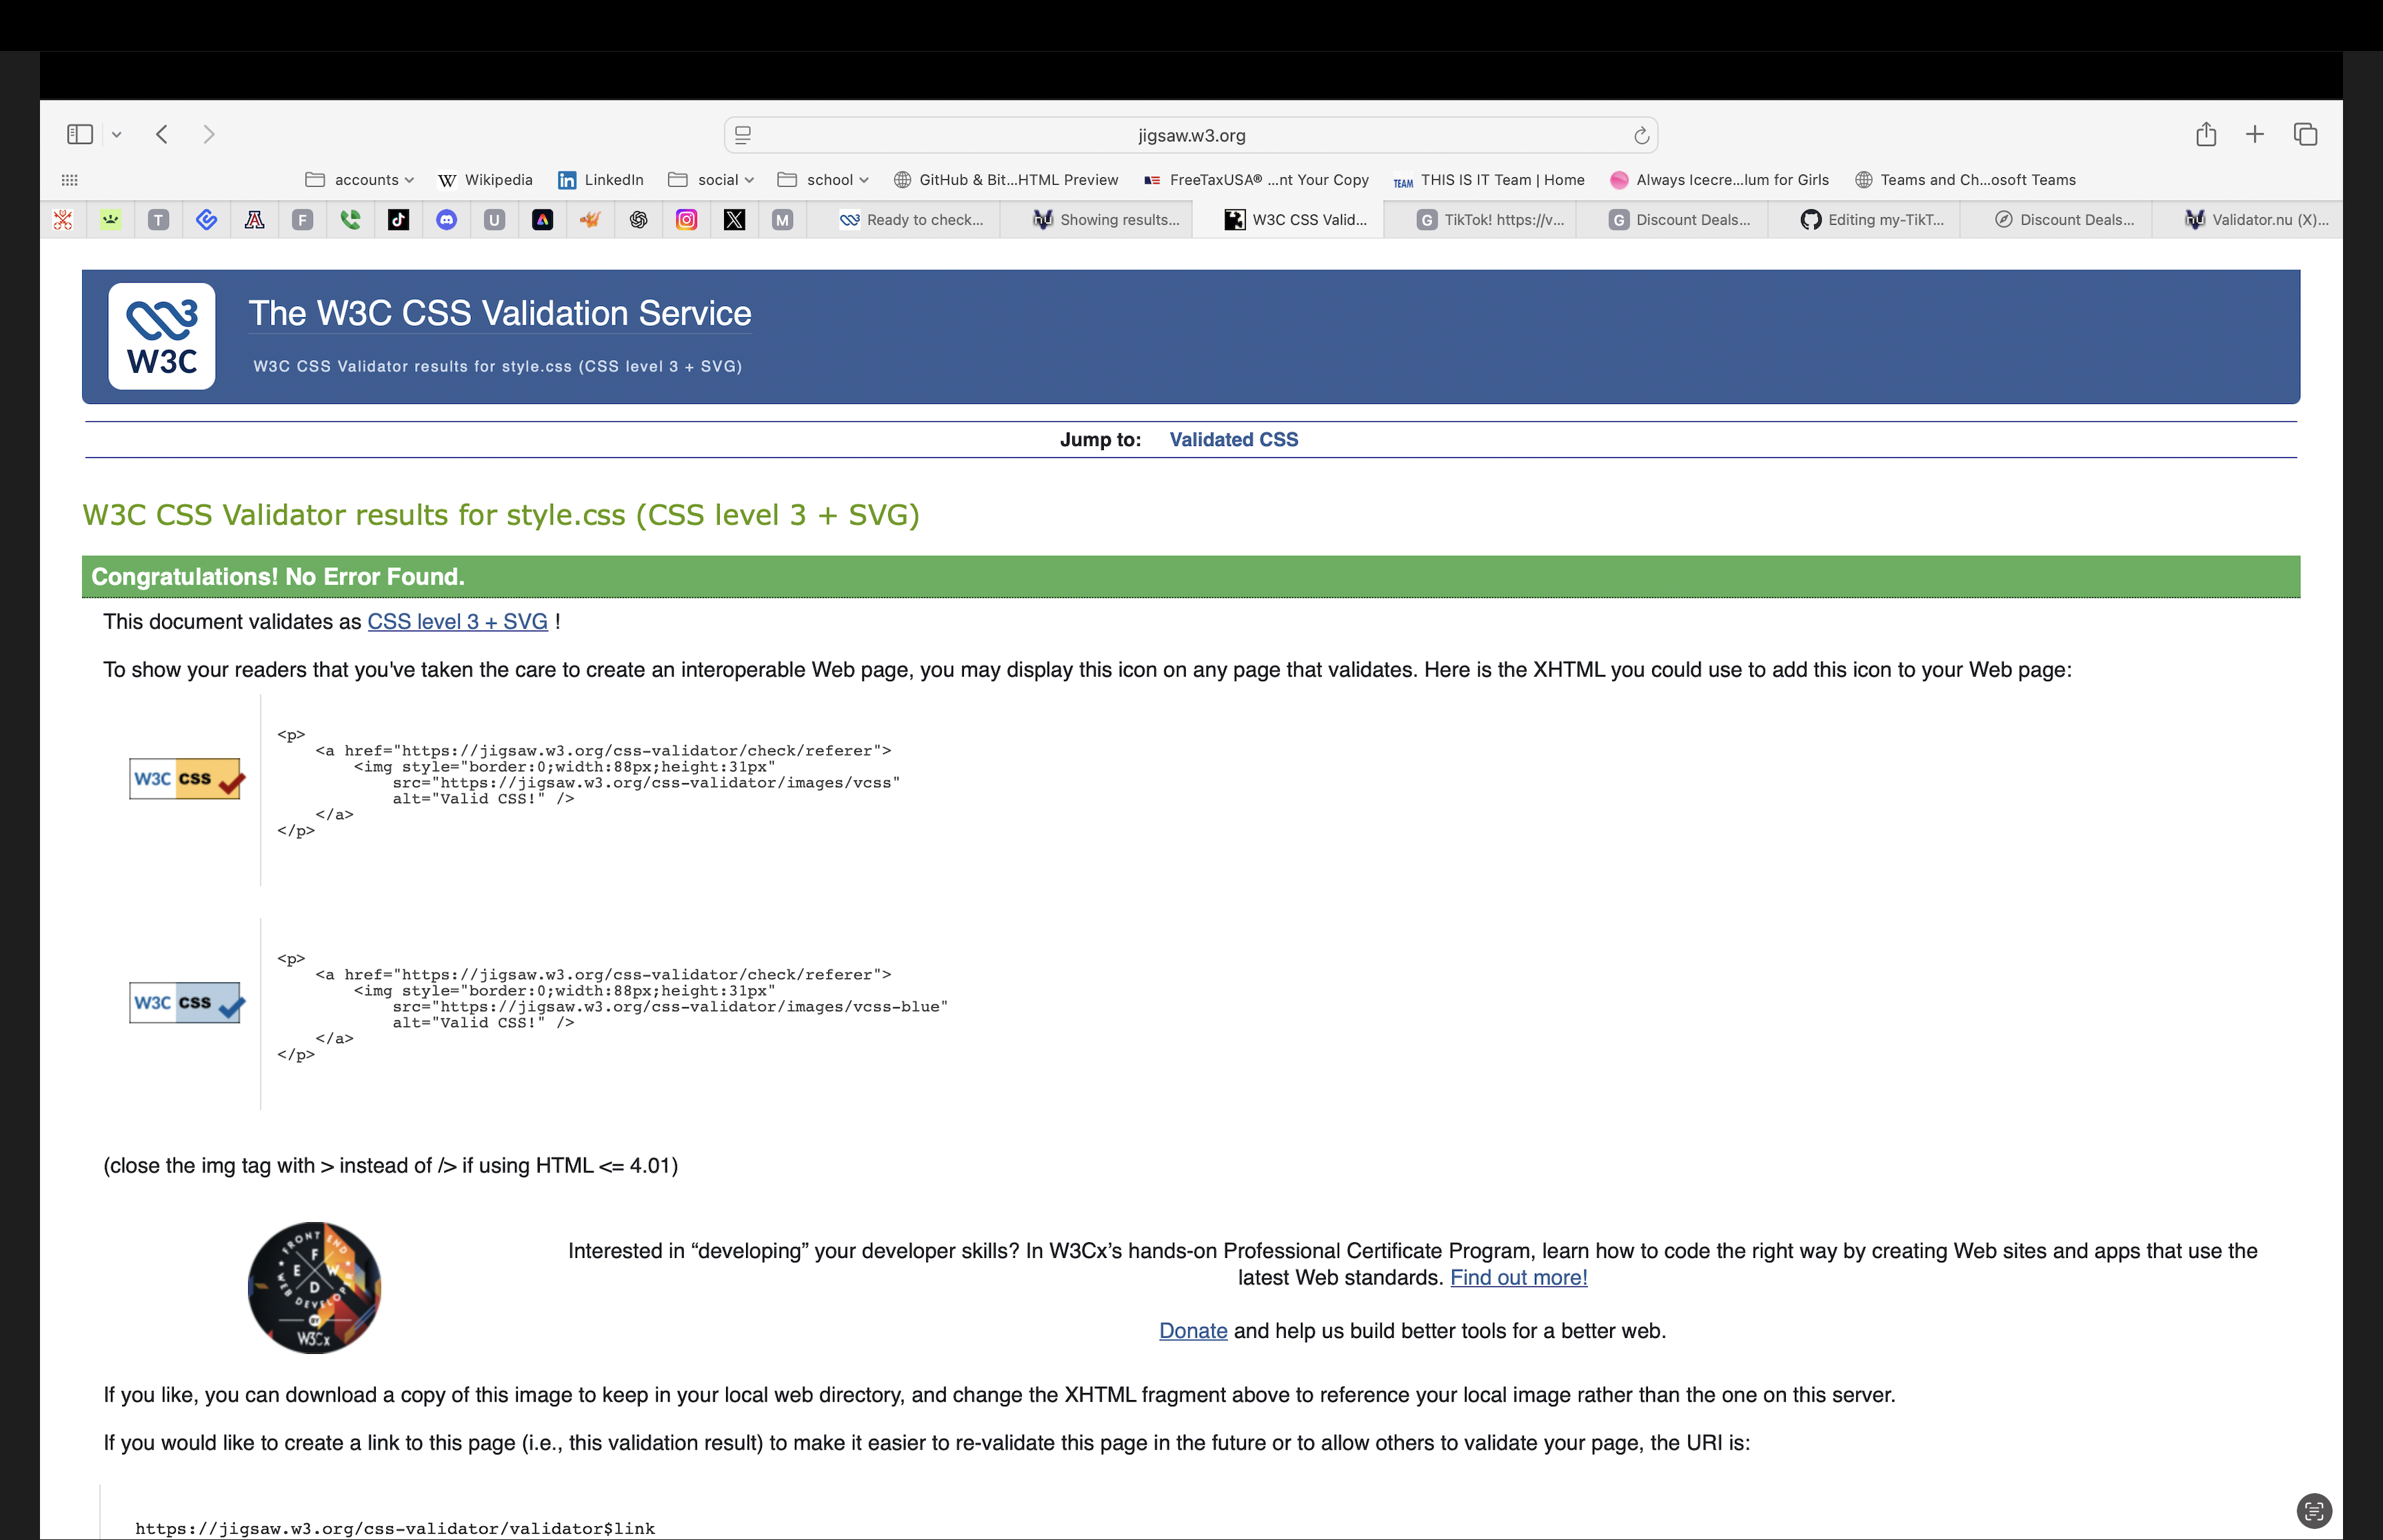 jigsaw.w3.org
accounts
Wikipedia
LinkedIn
social
school
GitHub & Bit...HTML Preview
FreeTaxUSA® ...nt Your Copy
TEAM THIS IS IT Team | Home
Always Icecre...lum for Girls
Teams and Ch...osoft Teams
Ready to check...
Showing results...
W3C CSS Valid...
TikTok! https://v...
Discount Deals...
Editing my-TikT...
Discount Deals...
Validator.nu (X)...
W3C
The W3C CSS Validation Service
W3C CSS Validator results for style.css (CSS level 3 + SVG)
Jump to: Validated CSS
W3C CSS Validator results for style.css (CSS level 3 + SVG)
Congratulations! No Error Found.
This document validates as CSS level 3 + SVG !
To show your readers that you've taken the care to create an interoperable Web page, you may display this icon on any page that validates. Here is the XHTML you could use to add this icon to your Web page:
W3C css
<p>
<a href="https://jigsaw.w3.org/css-validator/check/referer">
<img style="border:0;width:88px;height:31px"
src="https://jigsaw.w3.org/css-validator/images/vcss"
alt="Valid CSS!" />
</a>
</p>
W3C css
<p>
<a href="https://jigsaw.w3.org/css-validator/check/referer">
<img style="border:0;width:88px;height:31px"
src="https://jigsaw.w3.org/css-validator/images/vcss-blue"
alt="Valid CSS!" />
</a>
</p>
(close the img tag with > instead of /> if using HTML <= 4.01)
FRONT END
F E W D
WEB DEVELOPER
BY
W3Cx
Interested in “developing” your developer skills? In W3Cx’s hands-on Professional Certificate Program, learn how to code the right way by creating Web sites and apps that use the
latest Web standards. Find out more!
Donate and help us build better tools for a better web.
If you like, you can download a copy of this image to keep in your local web directory, and change the XHTML fragment above to reference your local image rather than the one on this server.
If you would like to create a link to this page (i.e., this validation result) to make it easier to re-validate this page in the future or to allow others to validate your page, the URI is:
https://jigsaw.w3.org/css-validator/validator$link